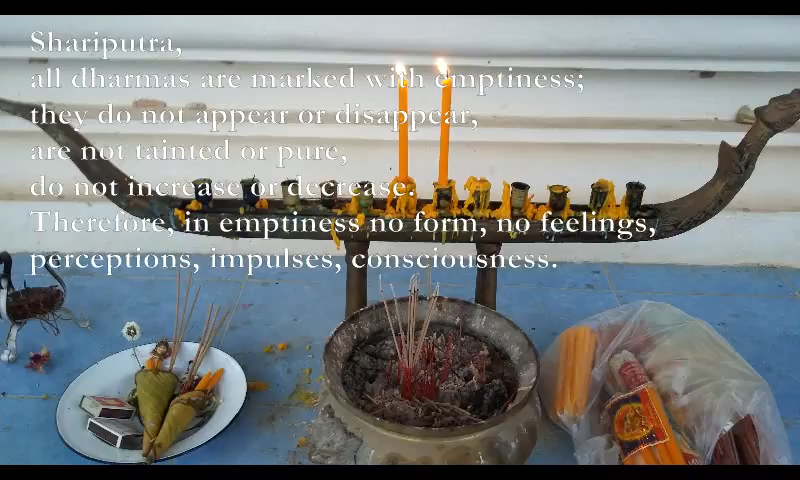 Shariputra,
all dharmas are marked with emptiness;
they do not appear or disappear,
are not tainted or pure,
do not increase or decrease.
Therefore, in emptiness no form, no feelings,
perceptions, impulses, consciousness.